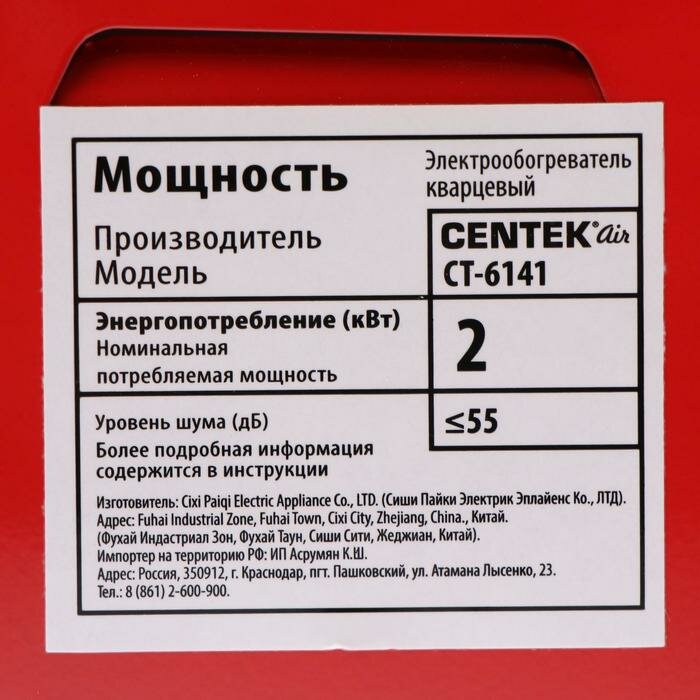 Мощность
Электрообогреватель
кварцевый
Производитель
Модель
CENTEK® air
CT-6141
Энергопотребление (кВт)
Номинальная
потребляемая мощность
2
Уровень шума (дБ)
≤55
Более подробная информация
содержится в инструкции
Изготовитель: Cixi Paiqi Electric Appliance Co., LTD. (Сиши Пайки Электрик Эплайенс Ко., ЛТД).
Адрес: Fuhai Industrial Zone, Fuhai Town, Cixi City, Zhejiang, China., Китай.
(Фухай Индастриал Зон, Фухай Таун, Сиши Сити, Жеджиан, Китай).
Импортер на территорию РФ: ИП Асрумян К.Ш.
Адрес: Россия, 350912, г. Краснодар, пгт. Пашковский, ул. Атамана Лысенко, 23.
Тел.: 8 (861) 2-600-900.